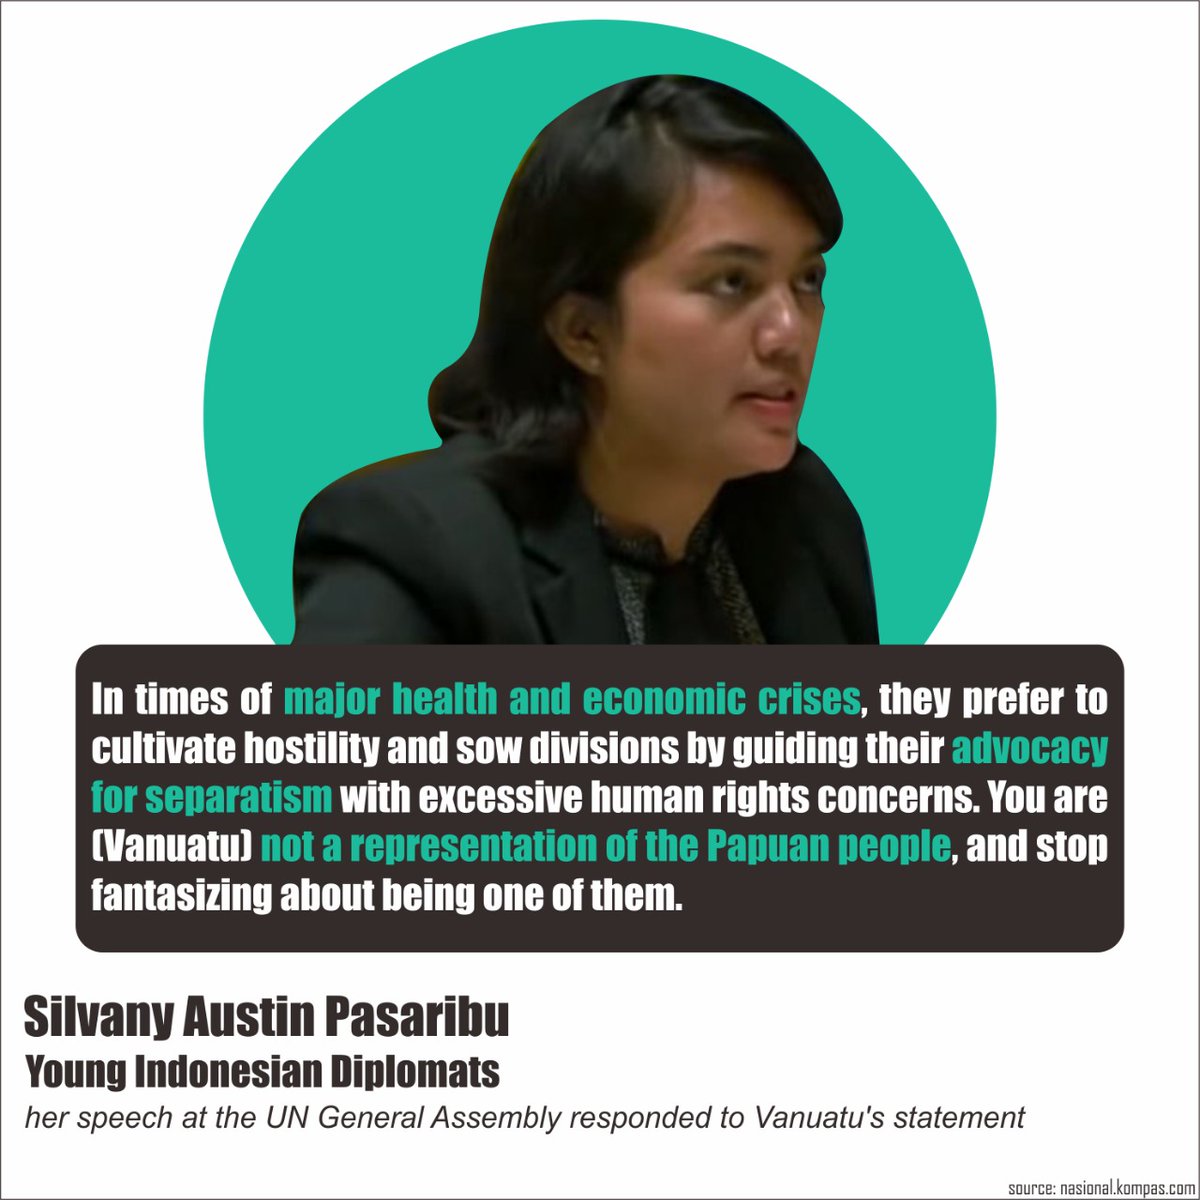 In times of major health and economic crises, they prefer to
cultivate hostility and sow divisions by guiding their advocacy
for separatism with excessive human rights concerns. You are
(Vanuatu) not a representation of the Papuan people, and stop
fantasizing about being one of them.
Silvany Austin Pasaribu
Young Indonesian Diplomats
her speech at the UN General Assembly responded to Vanuatu's statement
source: nasional.kompas.com